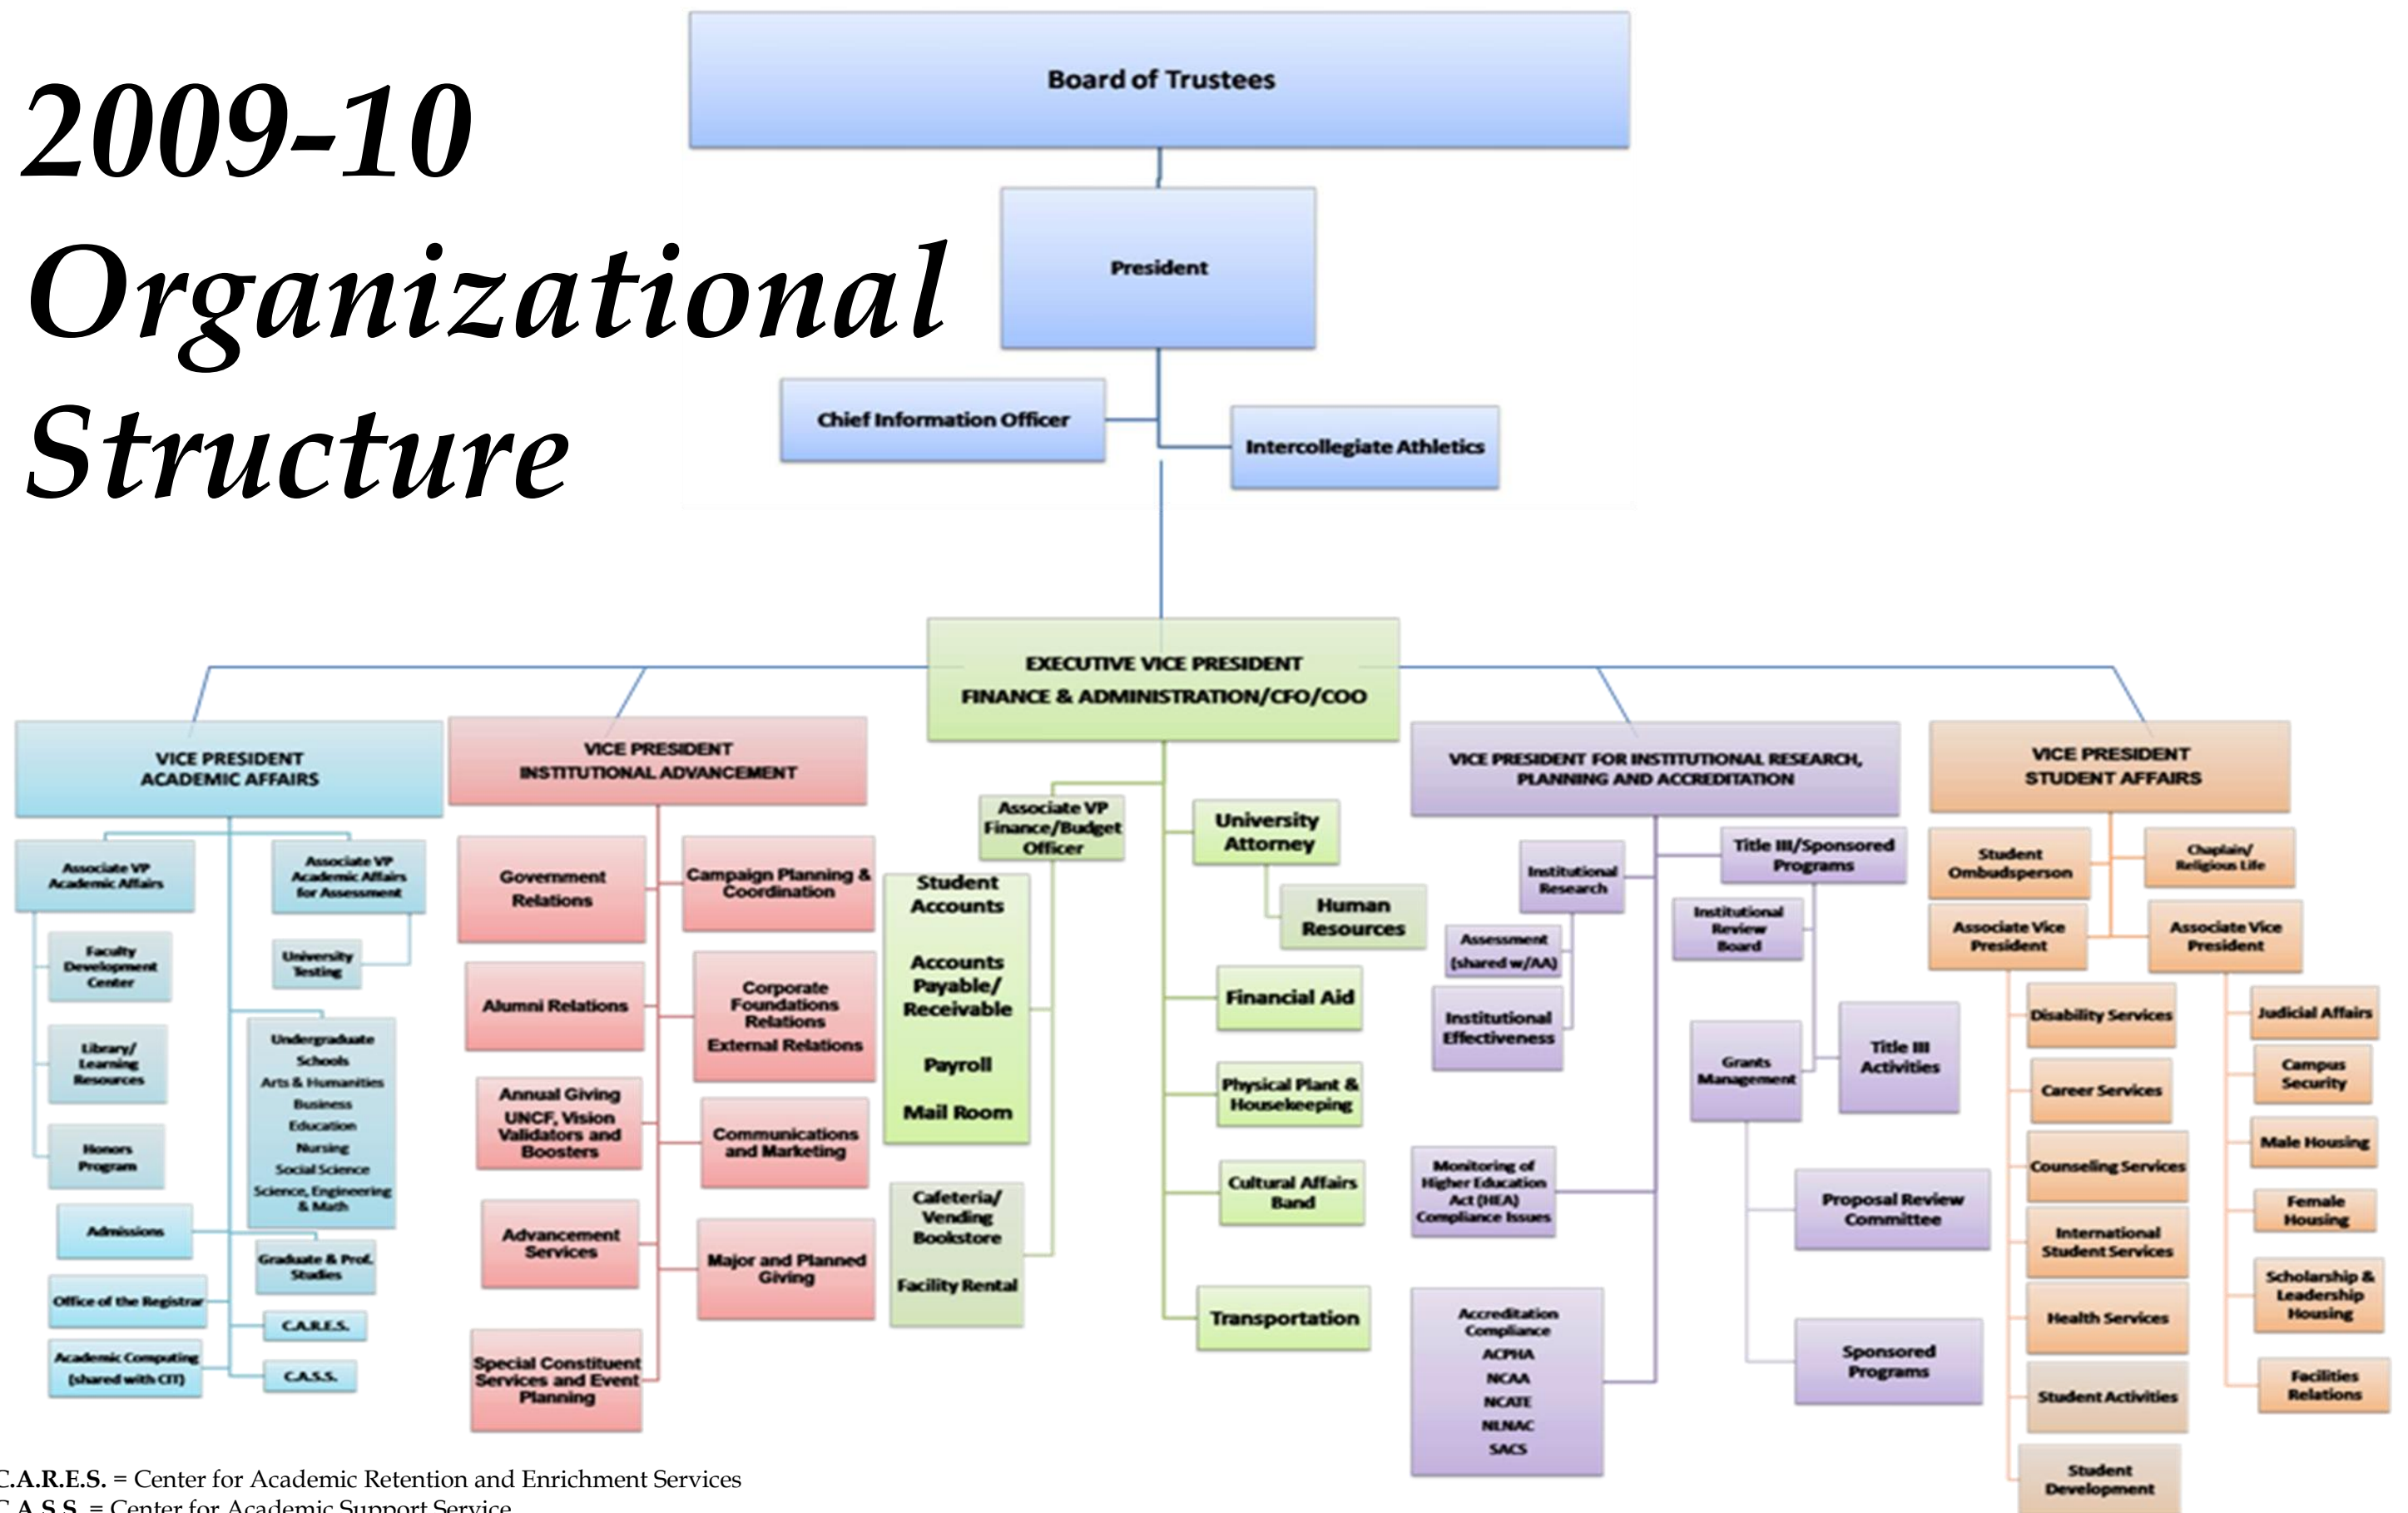 2009-10
Organizational
Structure
Board of Trustees
President
Chief Information Officer
Intercollegiate Athletics
EXECUTIVE VICE PRESIDENT
FINANCE & ADMINISTRATION/CFO/COO
VICE PRESIDENT
ACADEMIC AFFAIRS
Associate VP
Academic Affairs
Faculty
Development
Center
Library/
Learning
Resources
Honors
Program
Associate VP
Academic Affairs
for Assessment
University
Testing
Undergraduate
Schools
Arts & Humanities
Business
Education
Nursing
Social Science
Science, Engineering
& Math
Admissions
Graduate & Prof.
Studies
Office of the Registrar
C.A.R.E.S.
Academic Computing
(shared with CIT)
C.A.S.S.
VICE PRESIDENT
INSTITUTIONAL ADVANCEMENT
Government
Relations
Campaign Planning &
Coordination
Alumni Relations
Corporate
Foundations
Relations
External Relations
Annual Giving
UNCF, Vision
Validators and
Boosters
Communications
and Marketing
Advancement
Services
Major and Planned
Giving
Special Constituent
Services and Event
Planning
Associate VP
Finance/Budget
Officer
Student
Accounts
Accounts
Payable/
Receivable
Payroll
Mail Room
Cafeteria/
Vending
Bookstore
Facility Rental
University
Attorney
Human
Resources
Financial Aid
Physical Plant &
Housekeeping
Cultural Affairs
Band
Transportation
VICE PRESIDENT FOR INSTITUTIONAL RESEARCH,
PLANNING AND ACCREDITATION
Institutional
Research
Assessment
(shared w/AA)
Institutional
Effectiveness
Title III/Sponsored
Programs
Institutional
Review
Board
Grants
Management
Title III
Activities
Monitoring of
Higher Education
Act (HEA)
Compliance Issues
Proposal Review
Committee
Accreditation
Compliance
ACPHA
NCAA
NCATE
NLNAC
SACS
Sponsored
Programs
VICE PRESIDENT
STUDENT AFFAIRS
Student
Ombudsperson
Chaplain/
Religious Life
Associate Vice
President
Disability Services
Career Services
Counseling Services
International
Student Services
Health Services
Student Activities
Student
Development
Associate Vice
President
Judicial Affairs
Campus
Security
Male Housing
Female
Housing
Scholarship &
Leadership
Housing
Facilities
Relations
C.A.R.E.S. = Center for Academic Retention and Enrichment Services
C.A.S.S. = Center for Academic Support Service